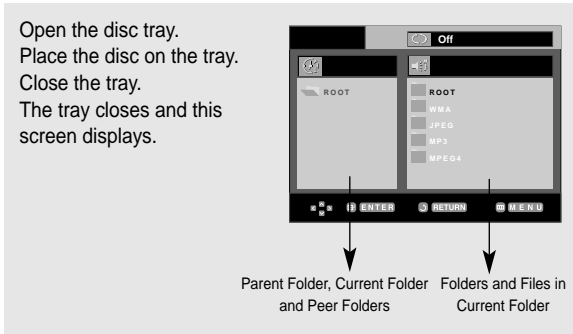 Open the disc tray.
Place the disc on the tray.
Close the tray.
The tray closes and this
screen displays.
Off
ROOT
ROOT
WMA
JPEG
MP3
MPEG4
ENTER RETURN MENU
Parent Folder, Current Folder
and Peer Folders
Folders and Files in
Current Folder